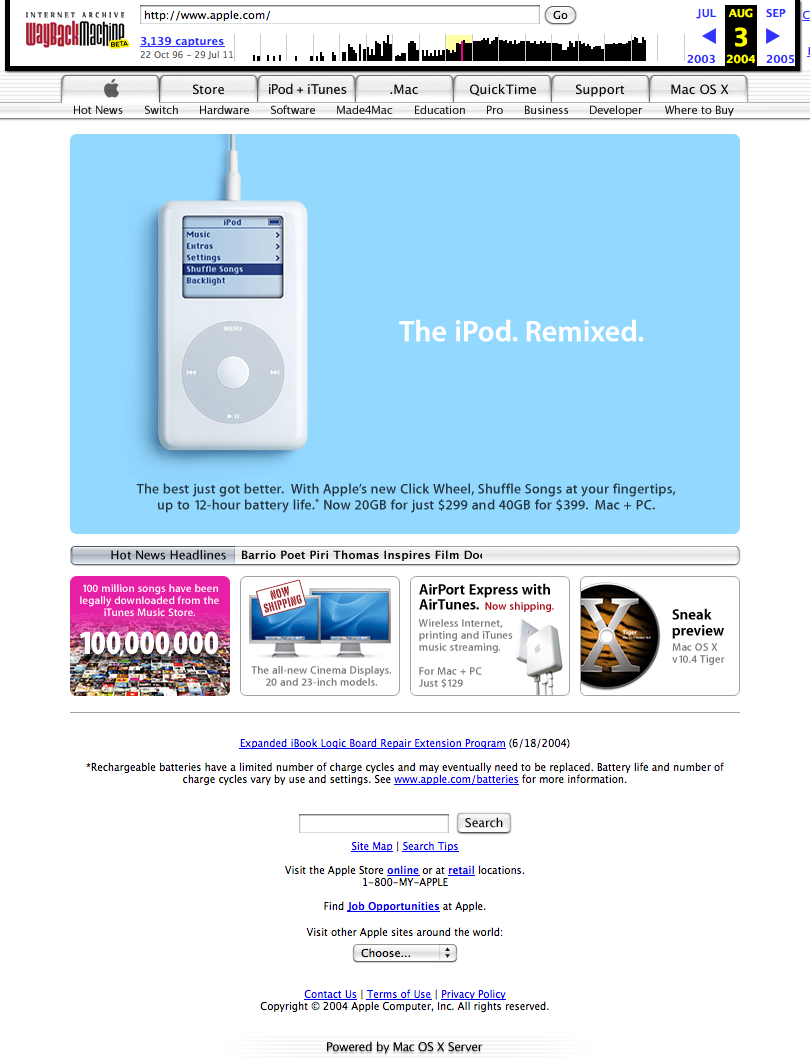 INTERNET ARCHIVE
WayBackMachine
BETA
http://www.apple.com/
Go
3,139 captures
22 Oct 96 – 29 Jul 11
JUL AUG SEP
3
2003 2004 2005
Store iPod + iTunes .Mac QuickTime Support Mac OS X
Hot News Switch Hardware Software Made4Mac Education Pro Business Developer Where to Buy
iPod
Music
Extras
Settings
Shuffle Songs
Backlight
MENU
The iPod. Remixed.
The best just got better. With Apple's new Click Wheel, Shuffle Songs at your fingertips,
up to 12-hour battery life.* Now 20GB for just $299 and 40GB for $399. Mac + PC.
Hot News Headlines Barrio Poet Piri Thomas Inspires Film Doc
100 million songs have been
legally downloaded from the
iTunes Music Store.
100,000,000
NOW
SHIPPING
The all-new Cinema Displays.
20 and 23-inch models.
AirPort Express with
AirTunes. Now shipping.
Wireless Internet,
printing and iTunes
music streaming.
For Mac + PC
Just $129
X
Tiger
Sneak
preview
Mac OS X
v10.4 Tiger
Expanded iBook Logic Board Repair Extension Program (6/18/2004)
*Rechargeable batteries have a limited number of charge cycles and may eventually need to be replaced. Battery life and number of
charge cycles vary by use and settings. See www.apple.com/batteries for more information.
Search
Site Map | Search Tips
Visit the Apple Store online or at retail locations.
1-800-MY-APPLE
Find Job Opportunities at Apple.
Visit other Apple sites around the world:
Choose...
Contact Us | Terms of Use | Privacy Policy
Copyright © 2004 Apple Computer, Inc. All rights reserved.
Powered by Mac OS X Server